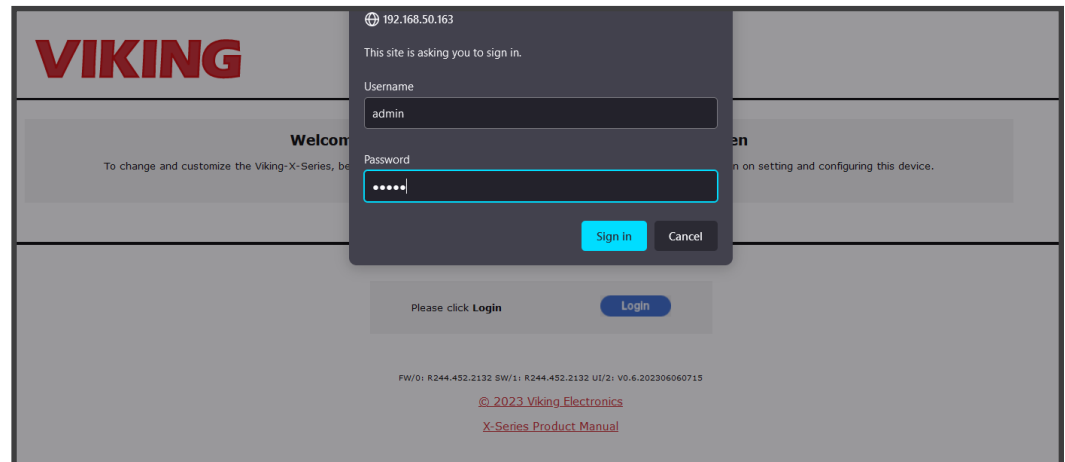 192.168.50.163
This site is asking you to sign in.
VIKING
Username
admin
Welcom en
Password
To change and customize the Viking-X-Series, be n on setting and configuring this device.
•••••
Sign in Cancel
Please click Login Login
FW/0: R244.452.2132 SW/1: R244.452.2132 UI/2: V0.6.202306060715
© 2023 Viking Electronics
X-Series Product Manual